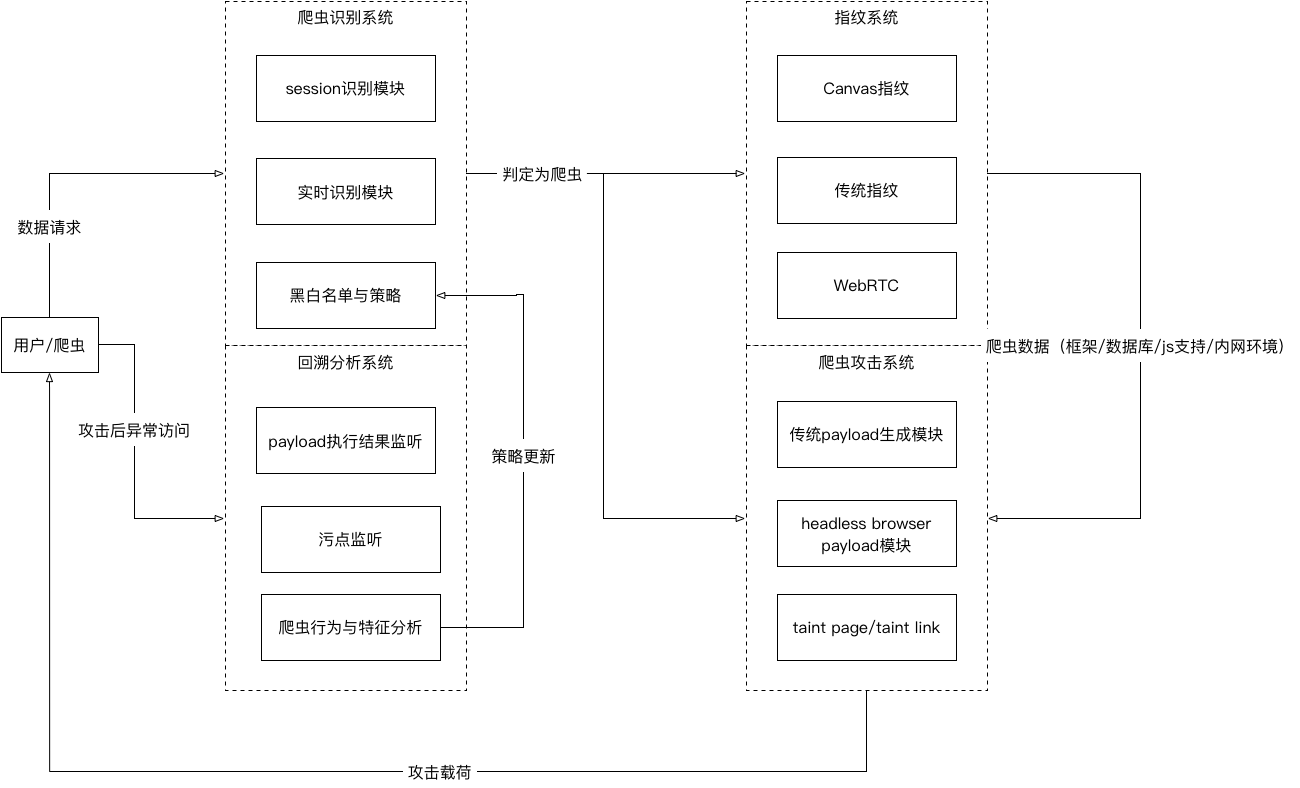 爬虫识别系统
session识别模块
实时识别模块
黑白名单与策略
指纹系统
Canvas指纹
传统指纹
WebRTC
判定为爬虫
数据请求
用户/爬虫
攻击后异常访问
回溯分析系统
payload执行结果监听
污点监听
爬虫行为与特征分析
策略更新
爬虫数据（框架/数据库/js支持/内网环境）
爬虫攻击系统
传统payload生成模块
headless browser
payload模块
taint page/taint link
攻击载荷